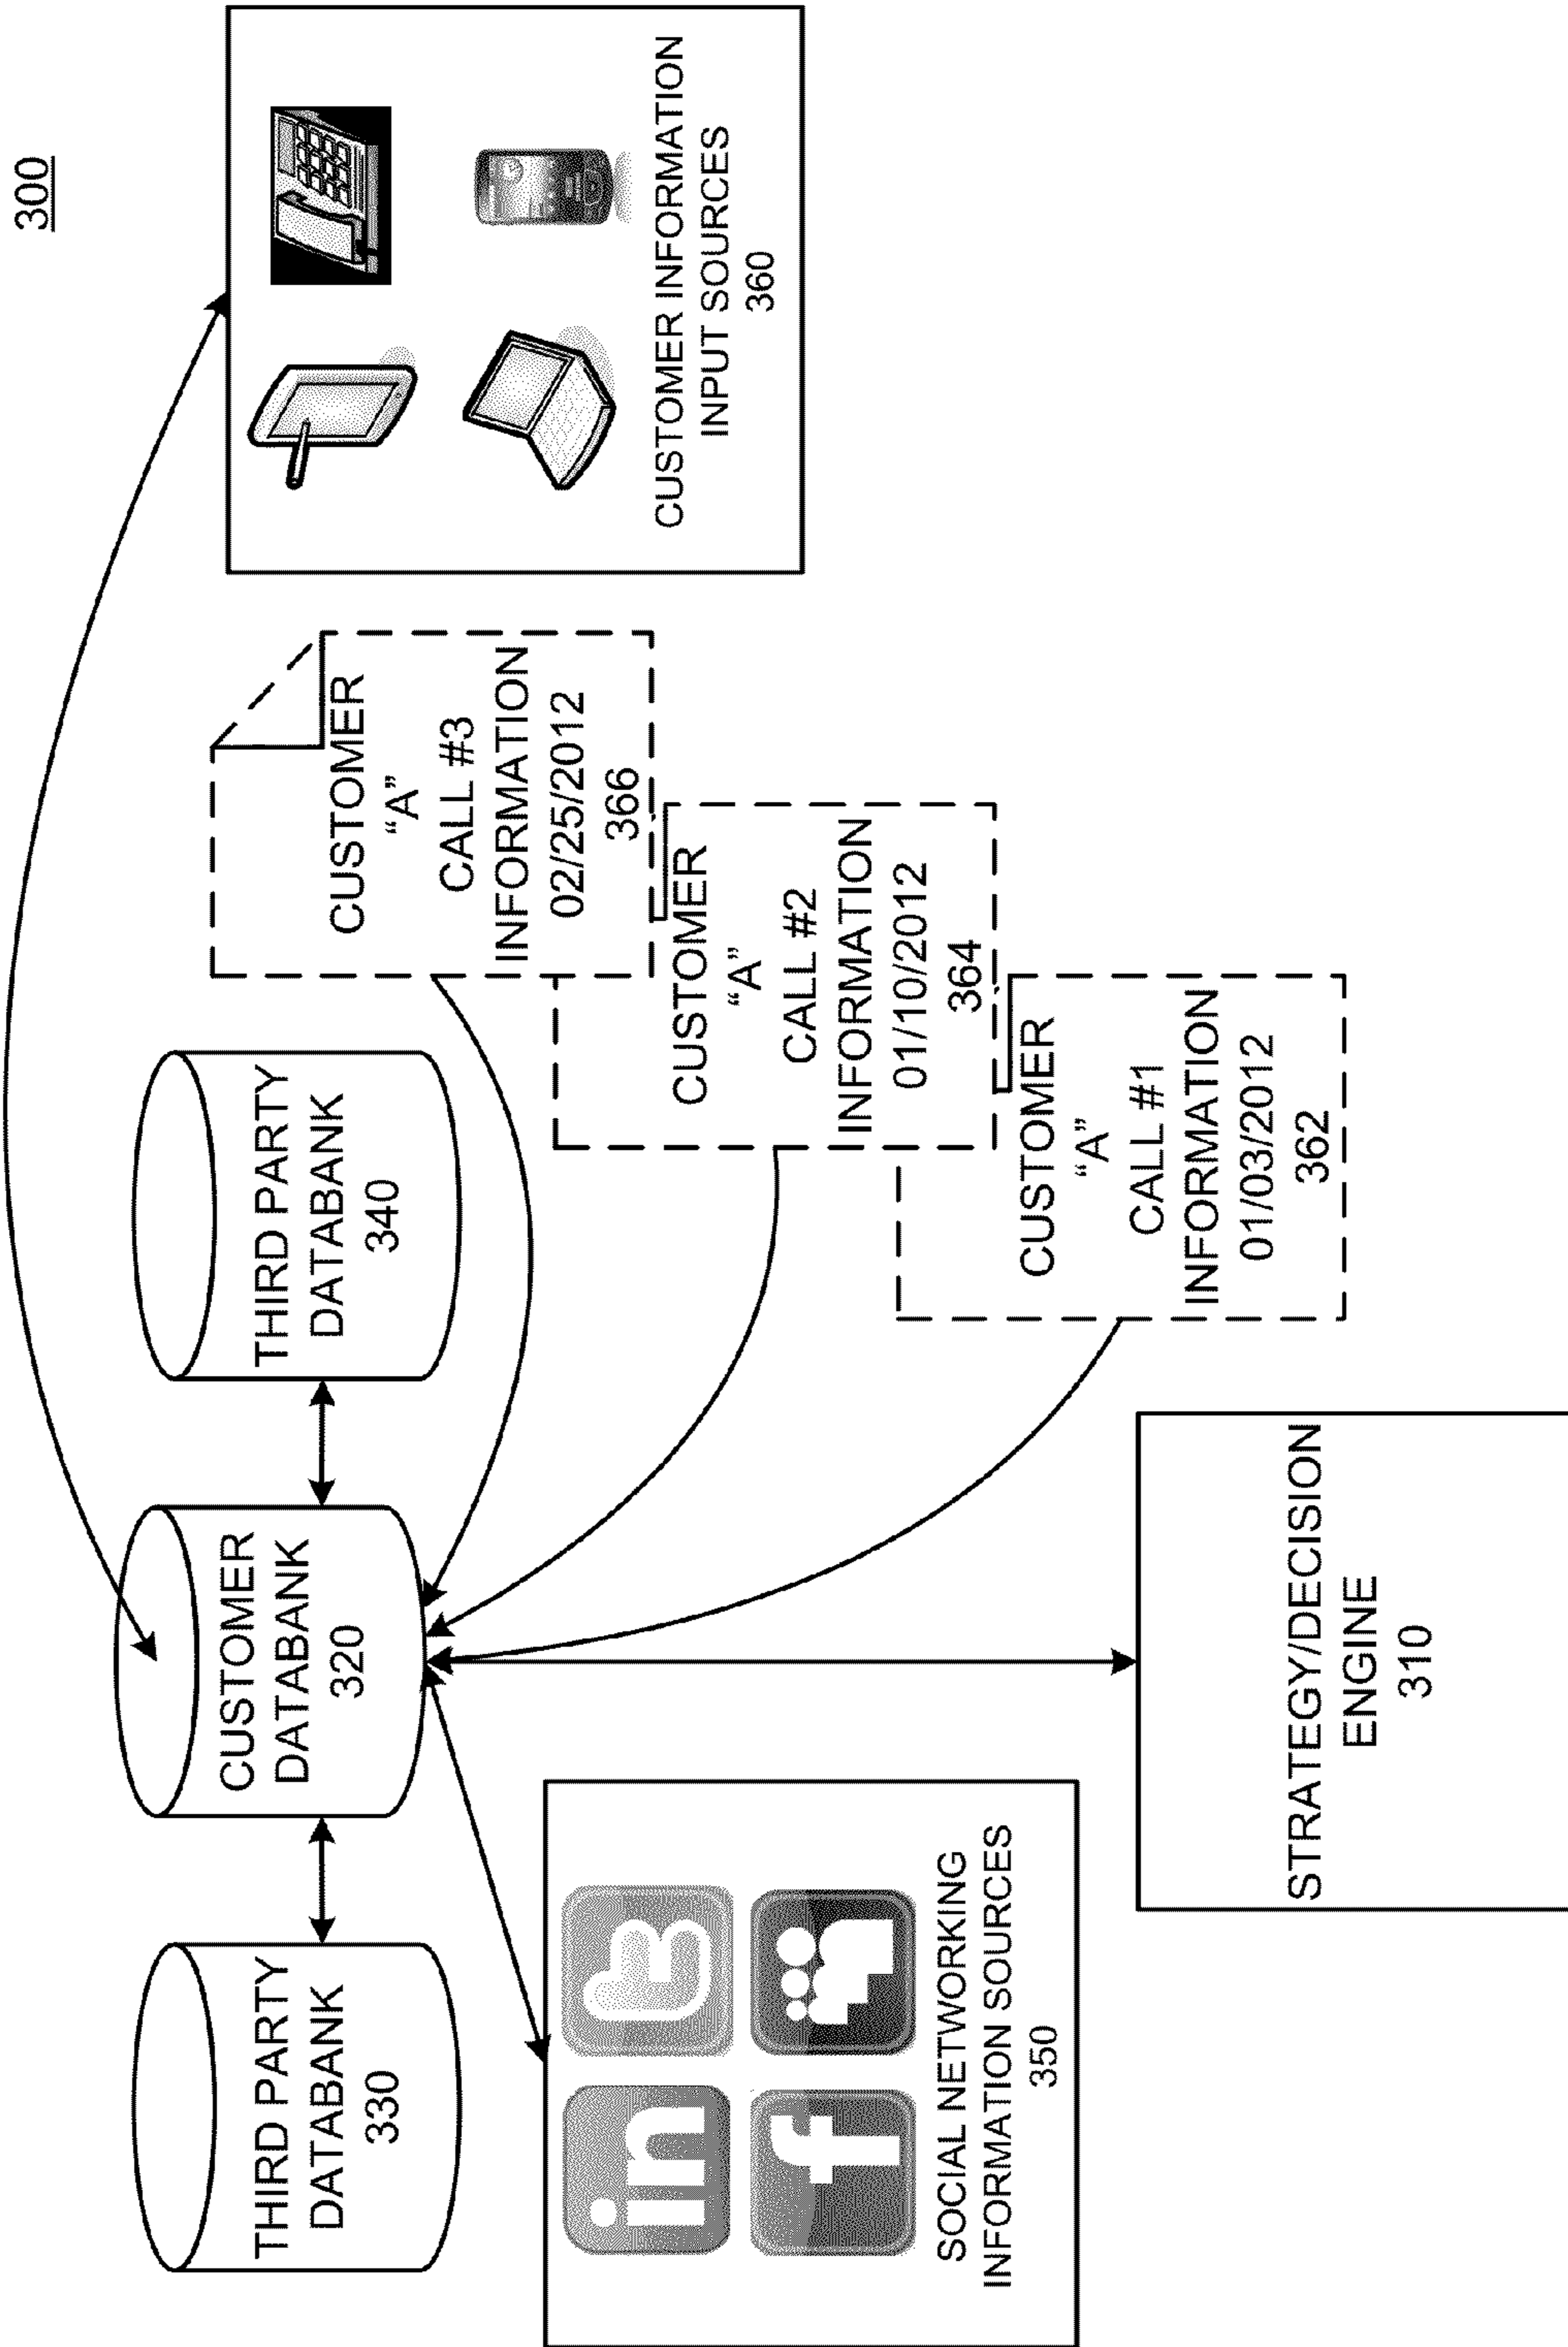 300
THIRD PARTY
DATABANK
330
CUSTOMER
DATABANK
320
THIRD PARTY
DATABANK
340
in
t
f
SOCIAL NETWORKING
INFORMATION SOURCES
350
STRATEGY/DECISION
ENGINE
310
CUSTOMER
“A”
CALL #3
INFORMATION
02/25/2012
366
CUSTOMER
“A”
CALL #2
INFORMATION
01/10/2012
364
CUSTOMER
“A”
CALL #1
INFORMATION
01/03/2012
362
CUSTOMER INFORMATION
INPUT SOURCES
360